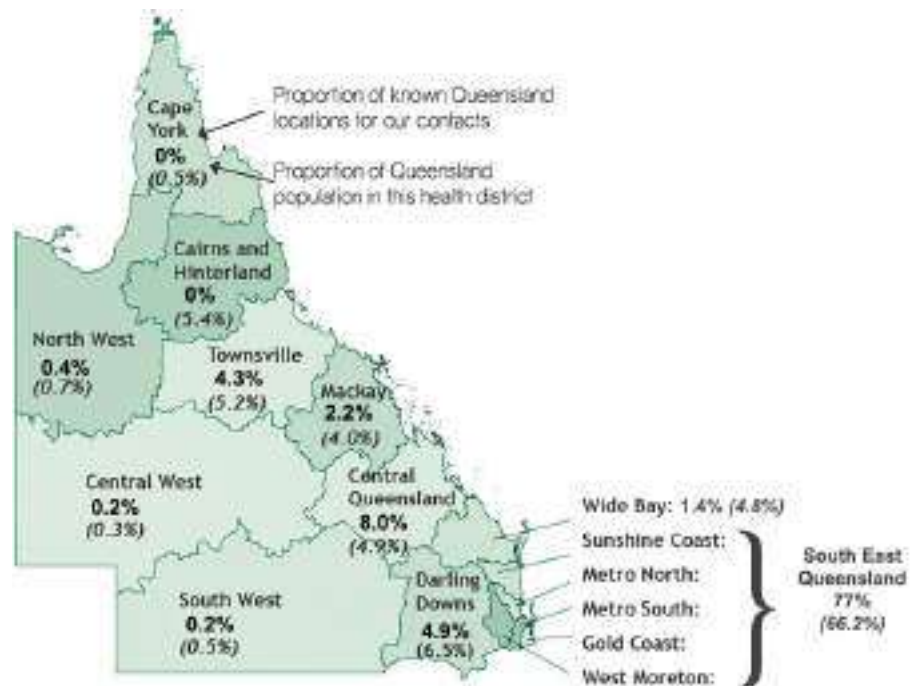 Cape
York
0%
(0.5%)
Proportion of known Queensland
locations for our contacts
Proportion of Queensland
population in this health district
Cairns and
Hinterland
0%
(5.4%)
North West
0.4%
(0.7%)
Townsville
4.3%
(5.2%)
Mackay
2.2%
(4.0%)
Central West
0.2%
(0.3%)
Central
Queensland
8.0%
(4.9%)
South West
0.2%
(0.5%)
Darling
Downs
4.9%
(6.5%)
Wide Bay: 1.4% (4.8%)
Sunshine Coast:
Metro North:
Metro South:
Gold Coast:
West Moreton:
South East
Queensland
77%
(66.2%)